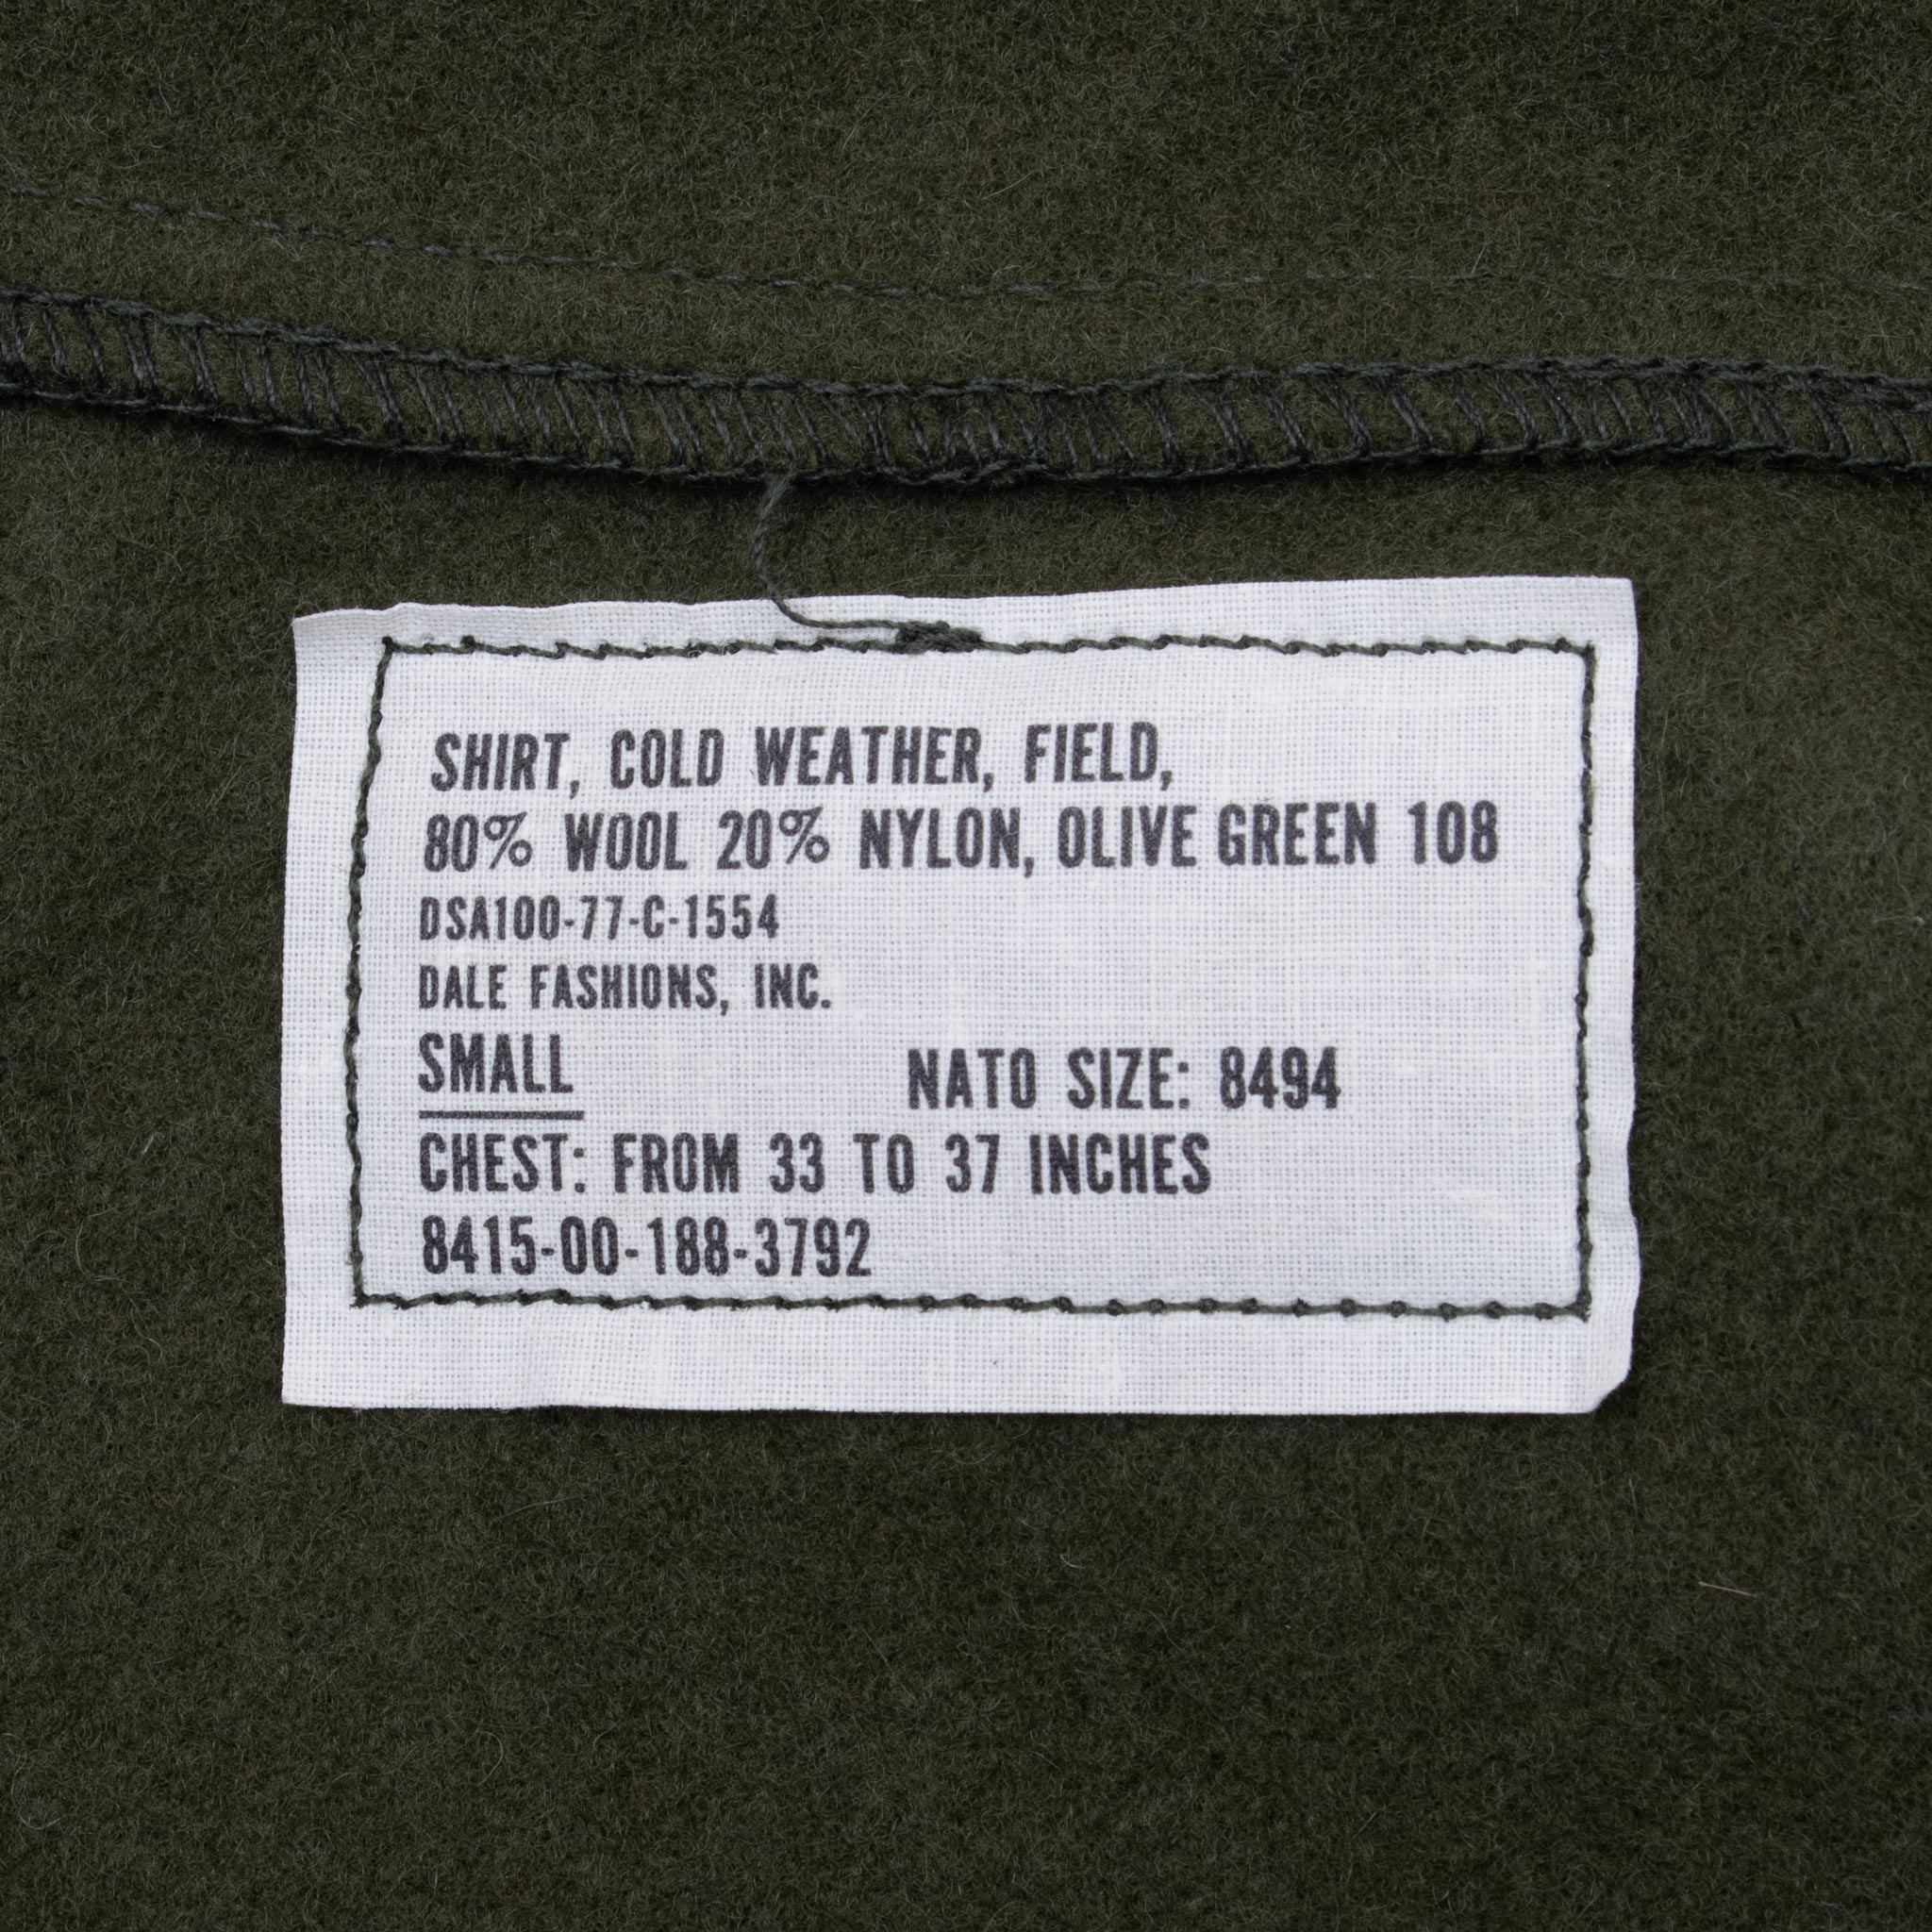 SHIRT, COLD WEATHER, FIELD,
80% WOOL 20% NYLON, OLIVE GREEN 108
DSA100-77-C-1554
DALE FASHIONS, INC.
SMALL NATO SIZE: 8494
CHEST: FROM 33 TO 37 INCHES
8415-00-188-3792